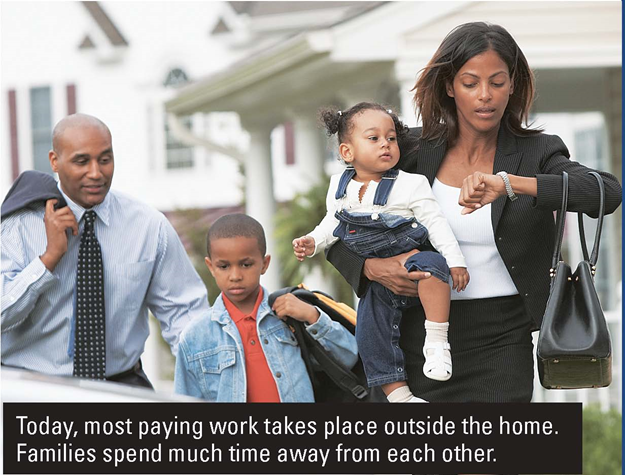 Today, most paying work takes place outside the home.
Families spend much time away from each other.